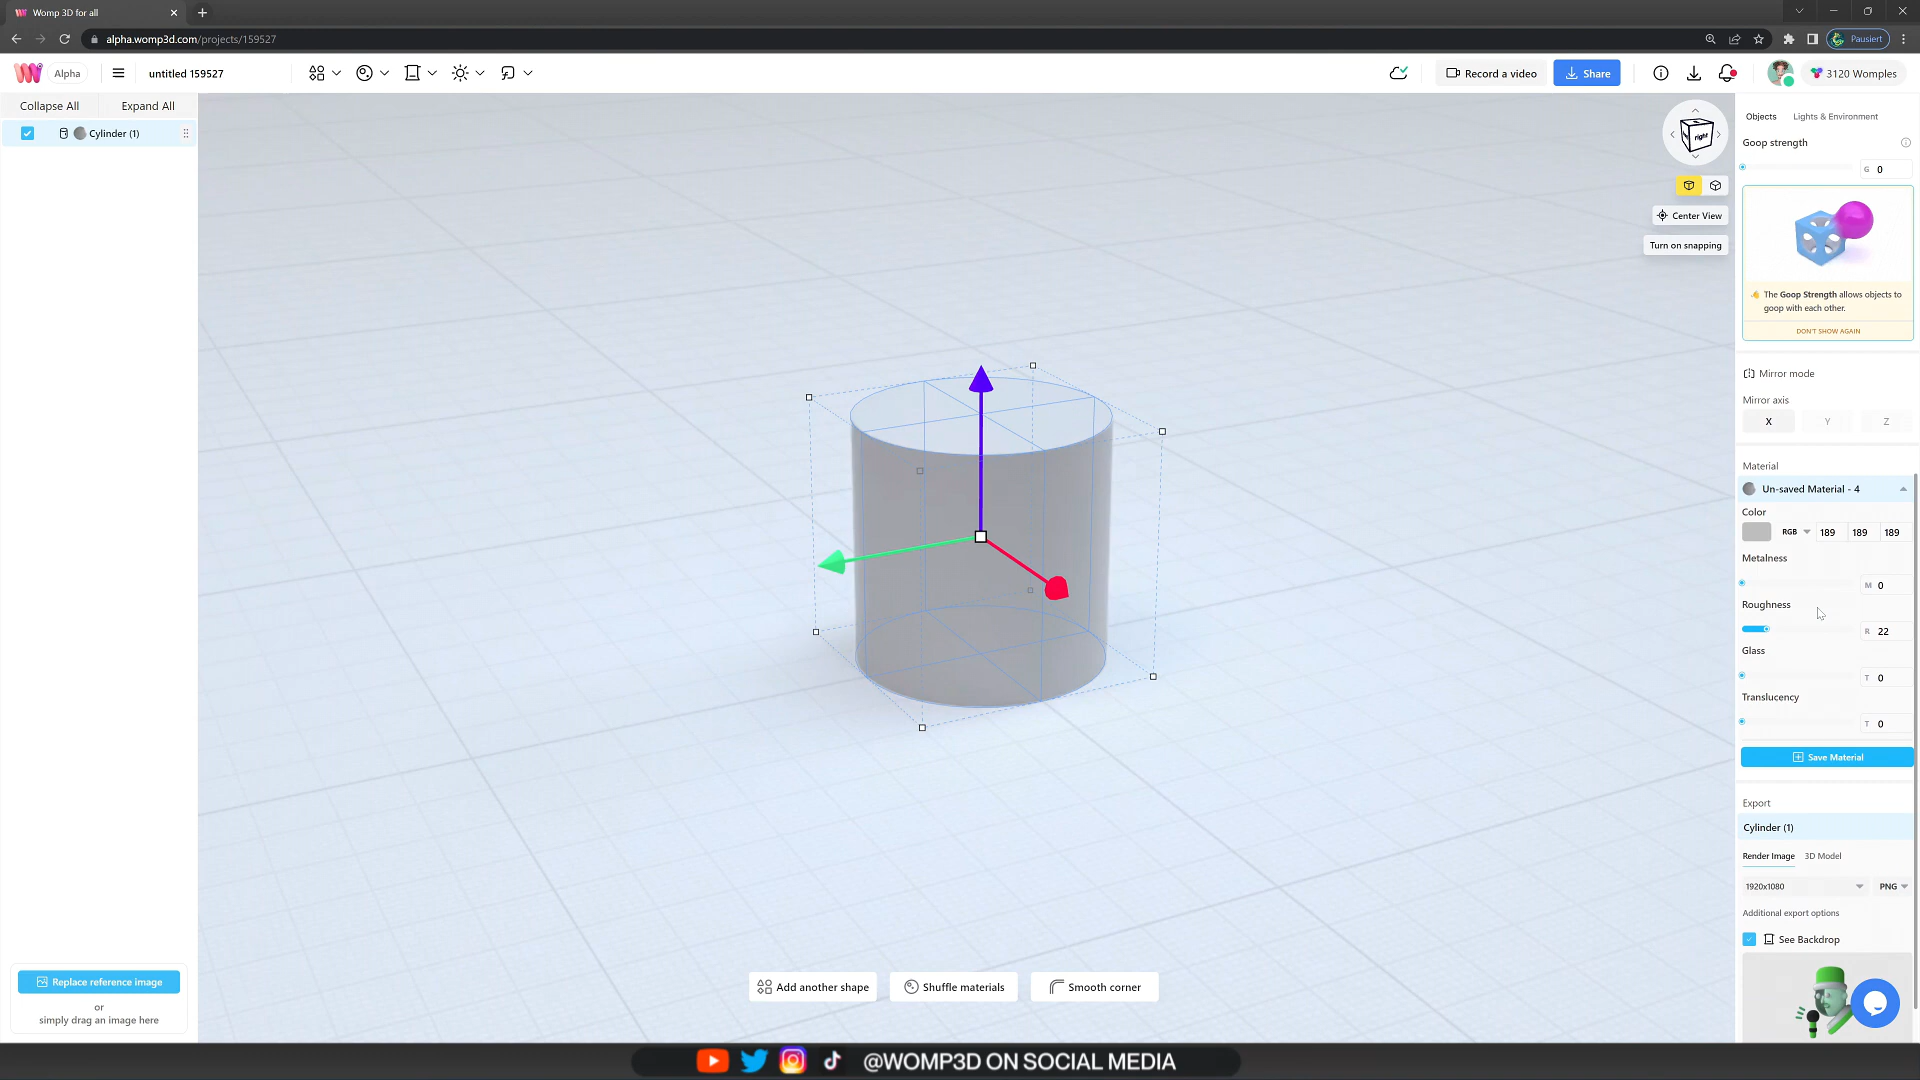 Womp 3D for all
alpha.womp3d.com/projects/159527
Pausiert
Alpha
untitled 159527
Record a video
Share
3120 Womples
Collapse All
Expand All
Cylinder (1)
right
Center View
Turn on snapping
Objects
Lights & Environment
Goop strength
G 0
The Goop Strength allows objects to
goop with each other.
DON'T SHOW AGAIN
Mirror mode
Mirror axis
X Y Z
Material
Un-saved Material - 4
Color
RGB 189 189 189
Metalness
M 0
Roughness
R 22
Glass
T 0
Translucency
T 0
Save Material
Export
Cylinder (1)
Render Image 3D Model
1920x1080 PNG
Additional export options
See Backdrop
Replace reference image
or
simply drag an image here
Add another shape
Shuffle materials
Smooth corner
@WOMP3D ON SOCIAL MEDIA